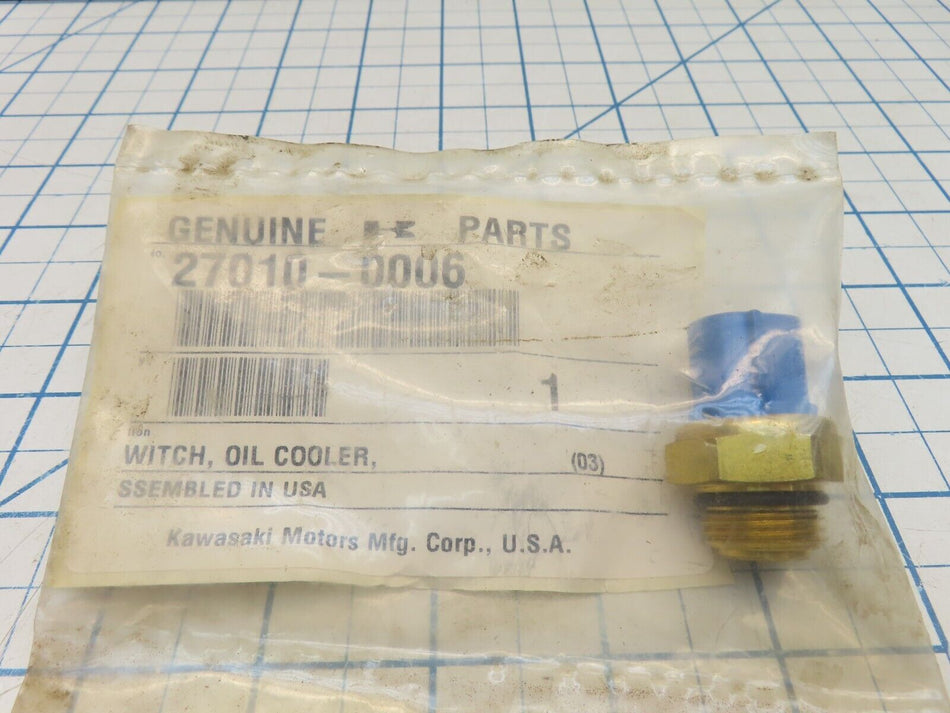 GENUINE K PARTS
27010-0006
1
WITCH, OIL COOLER, (03)
SSEMBLED IN USA
Kawasaki Motors Mfg. Corp., U.S.A.